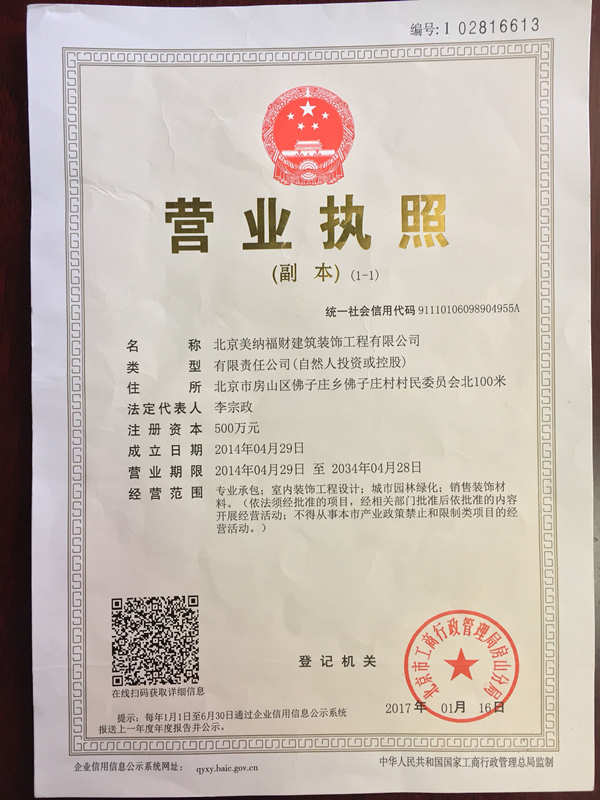 编号:1 02816613
营业执照
(副 本) (1-1)
统一社会信用代码 91110106098904955A
名 称 北京美纳福财建筑装饰工程有限公司
类 型 有限责任公司(自然人投资或控股)
住 所 北京市房山区佛子庄乡佛子庄村村民委员会北100米
法定代表人 李宗政
注册资本 500万元
成立日期 2014年04月29日
营业期限 2014年04月29日 至 2034年04月28日
经营范围 专业承包；室内装饰工程设计；城市园林绿化；销售装饰材
料。（依法须经批准的项目，经相关部门批准后依批准的内容
开展经营活动；不得从事本市产业政策禁止和限制类项目的经
营活动。）
在线扫码获取详细信息
登记机关
北京市工商行政管理局房山分局
2017 年 01月 16日
提示：每年1月1日至6月30日通过企业信用信息公示系统
报送上一年度年度报告并公示。
企业信用信息公示系统网址： qyxy.baic.gov.cn
中华人民共和国国家工商行政管理总局监制